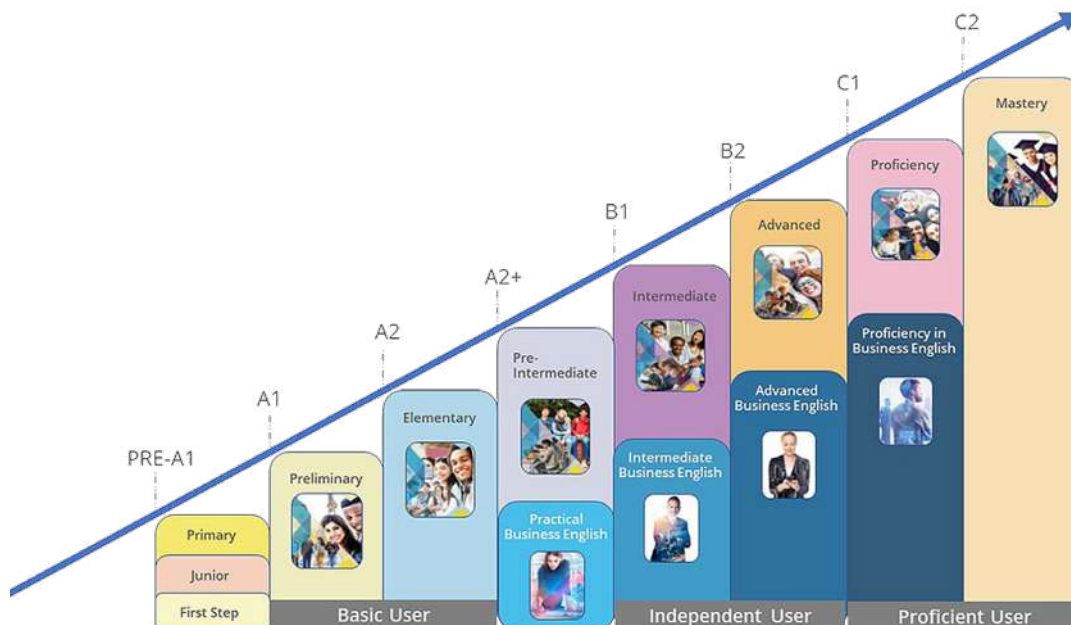 C2
C1
B2
B1
A2+
A2
A1
PRE-A1
Mastery
Proficiency
Proficiency in
Business English
Advanced
Advanced
Business English
Intermediate
Intermediate
Business English
Pre-
Intermediate
Practical
Business English
Elementary
Preliminary
Primary
Junior
First Step
Basic User
Independent User
Proficient User